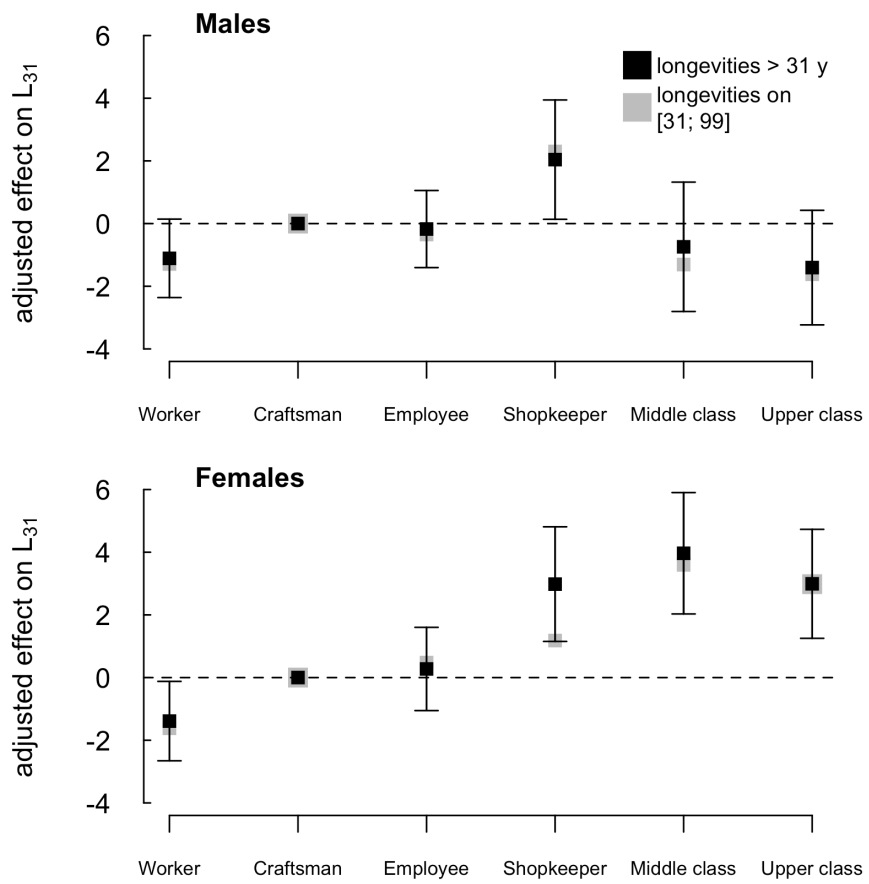 Males
adjusted effect on L31
6
4
2
0
-2
-4
longevities > 31 y
longevities on
[31; 99]
Worker Craftsman Employee Shopkeeper Middle class Upper class
Females
adjusted effect on L31
6
4
2
0
-2
-4
Worker Craftsman Employee Shopkeeper Middle class Upper class